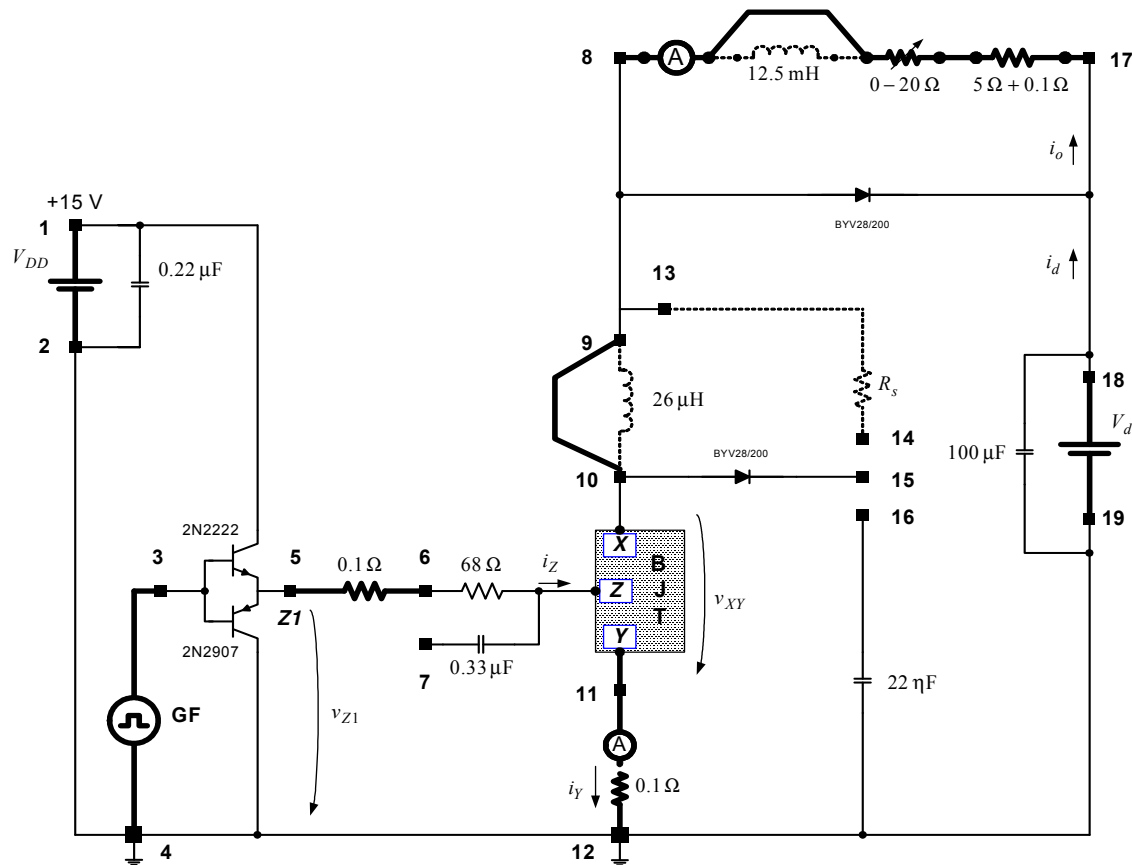 8
A
12.5 mH
0 – 20 Ω
5 Ω + 0.1 Ω
17
i_o
+15 V
1
V_DD
0.22 μF
2
BYV28/200
i_d
13
9
26 μH
R_s
14
18
V_d
100 μF
10
BYV28/200
15
16
19
2N2222
3
5
0.1 Ω
6
68 Ω
i_Z
X
B
J
T
Z
Y
v_XY
Z1
2N2907
7
0.33 μF
11
22 ηF
GF
v_Z1
A
i_Y
0.1 Ω
4
12